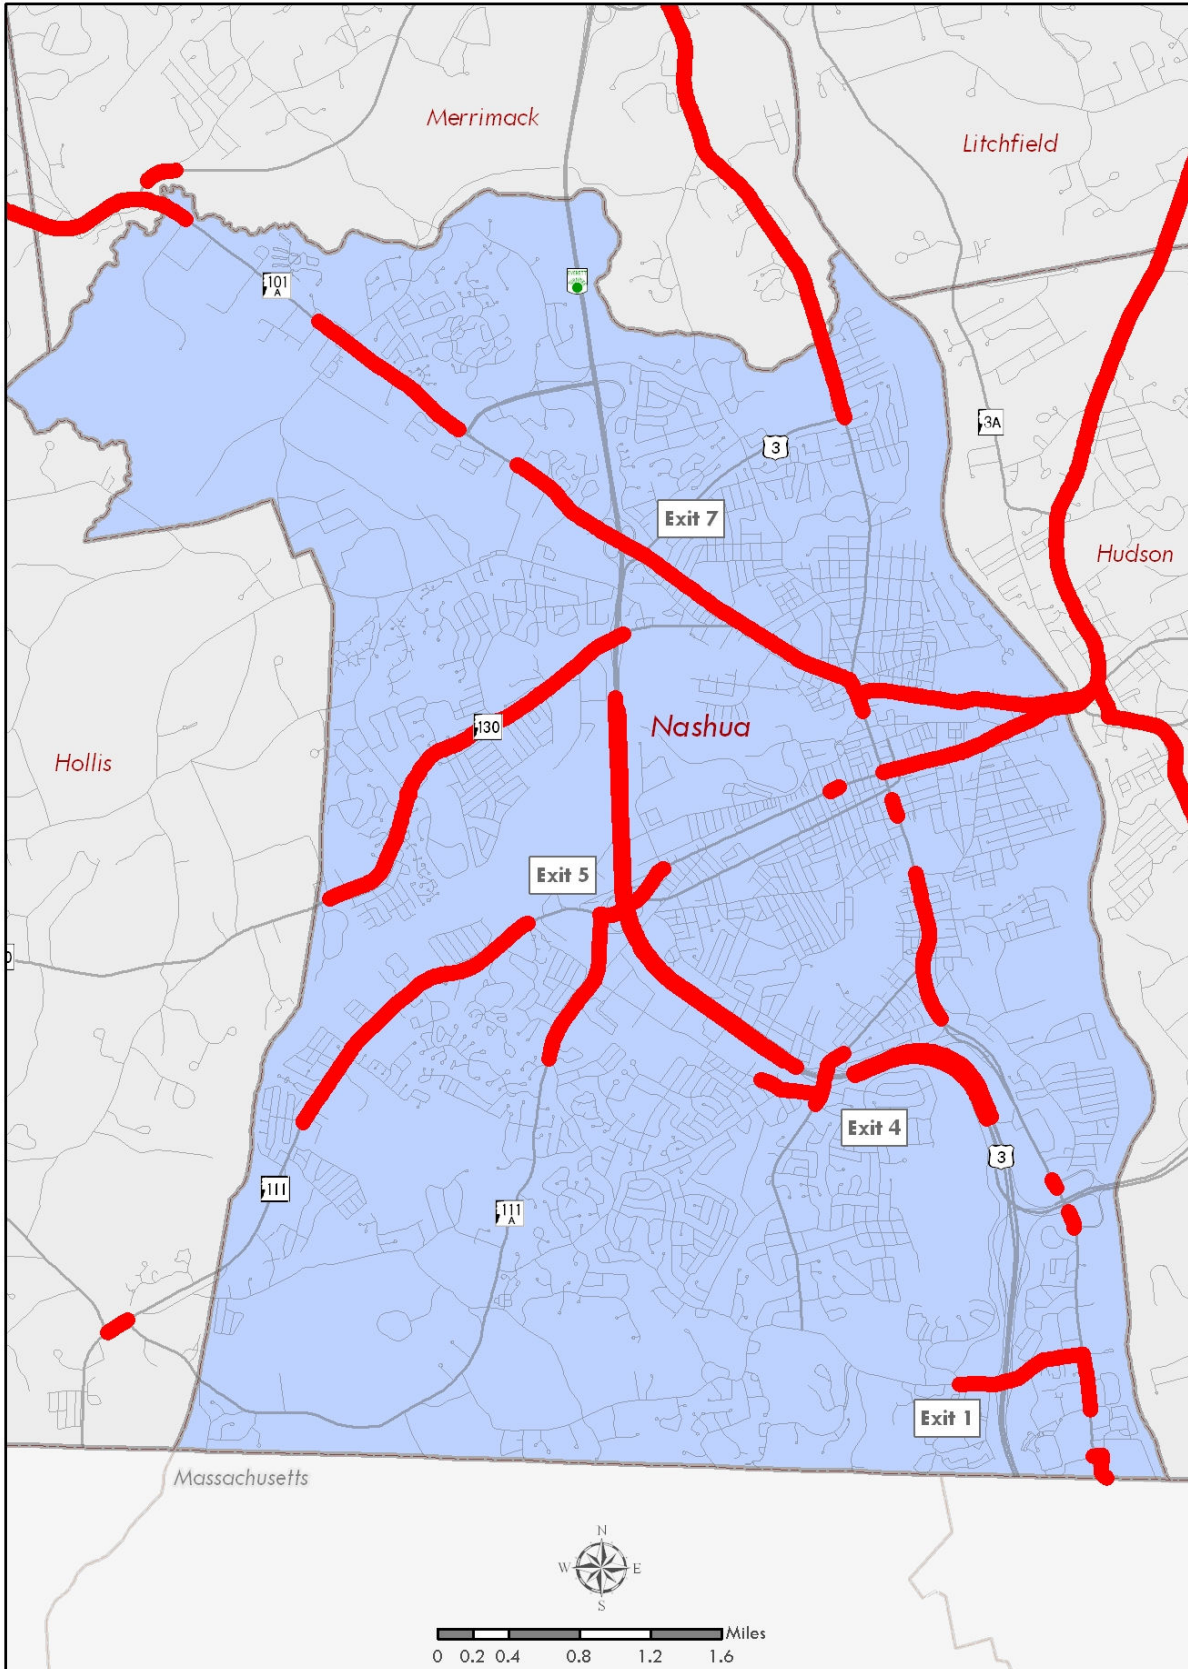 Merrimack
Litchfield
101
A
3A
3
Exit 7
Hudson
130
Nashua
Hollis
Exit 5
Exit 4
3
111
111
A
Exit 1
Massachusetts
N
W E
S
Miles
0 0.2 0.4 0.8 1.2 1.6